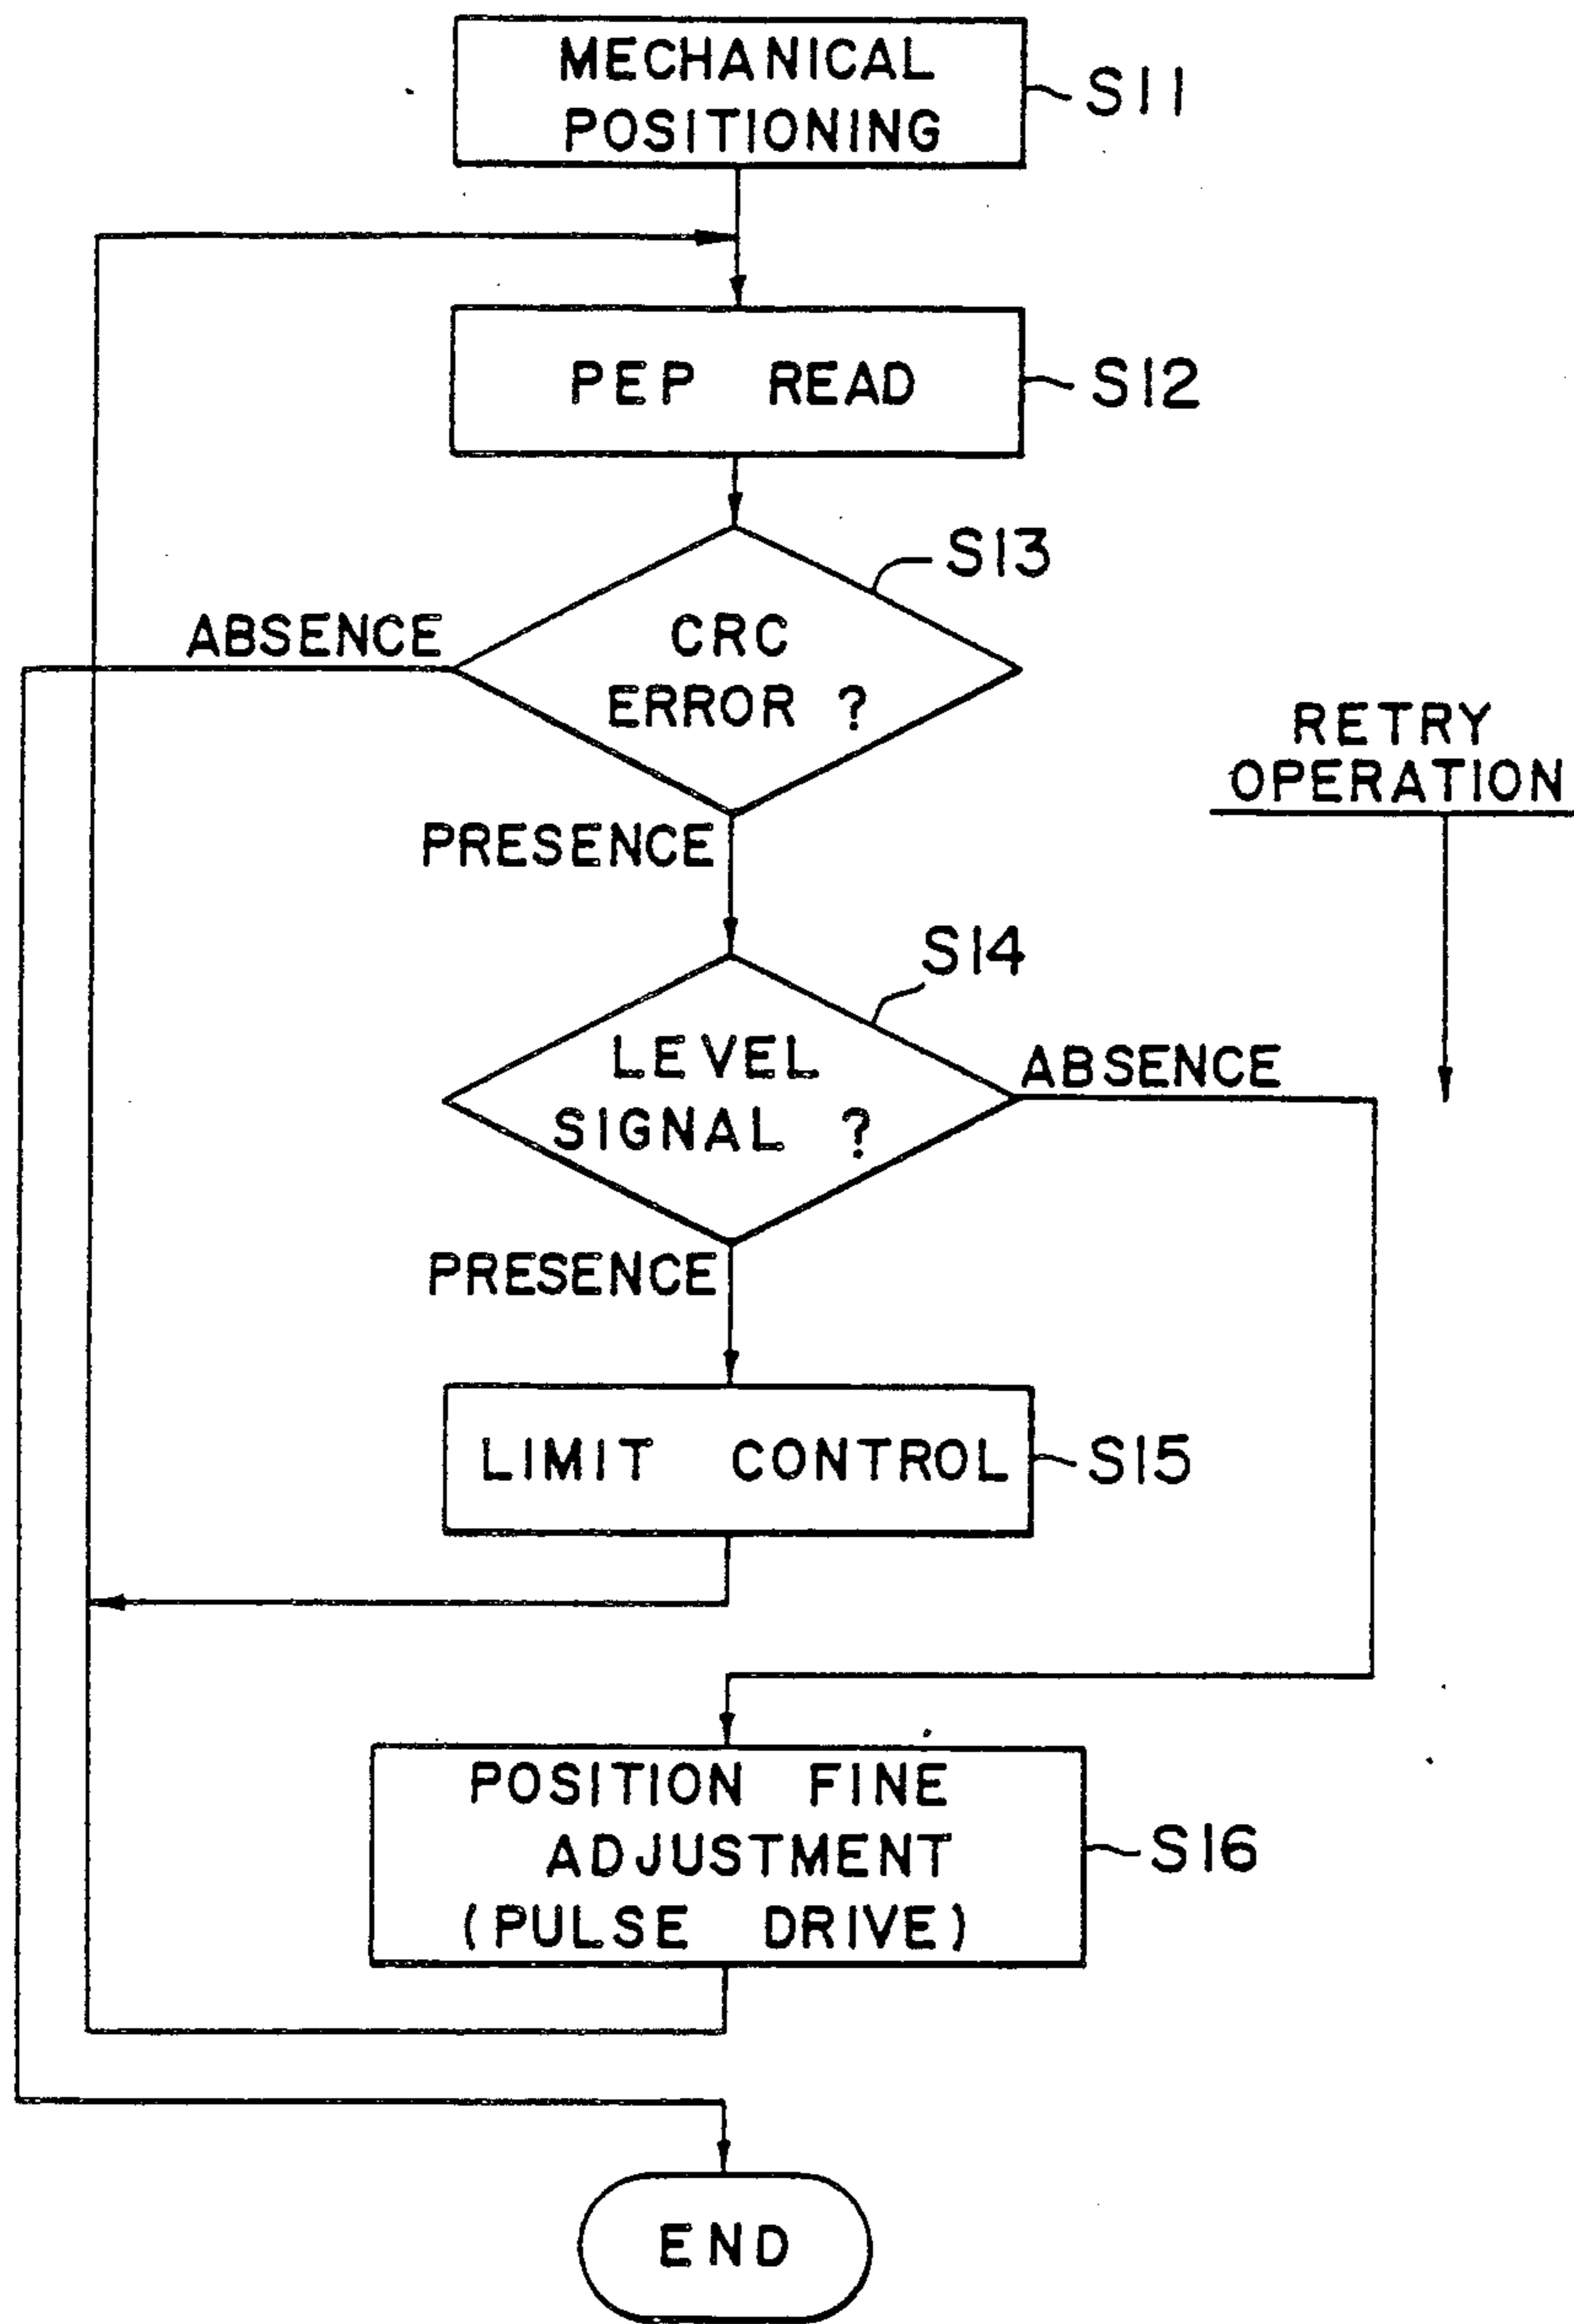 MECHANICAL
POSITIONING
S11
PEP READ
S12
S13
ABSENCE
CRC
ERROR ?
RETRY
OPERATION
PRESENCE
S14
LEVEL
SIGNAL ?
ABSENCE
PRESENCE
LIMIT CONTROL
S15
POSITION FINE
ADJUSTMENT
(PULSE DRIVE)
S16
END